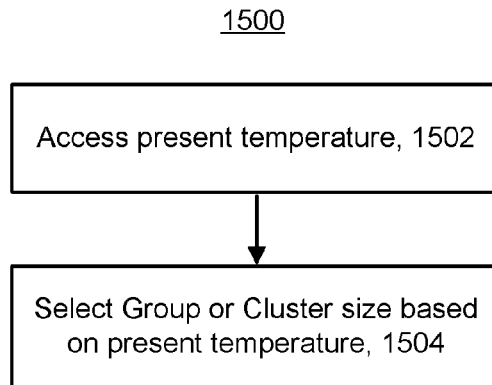 1500
Access present temperature, 1502
Select Group or Cluster size based
on present temperature, 1504